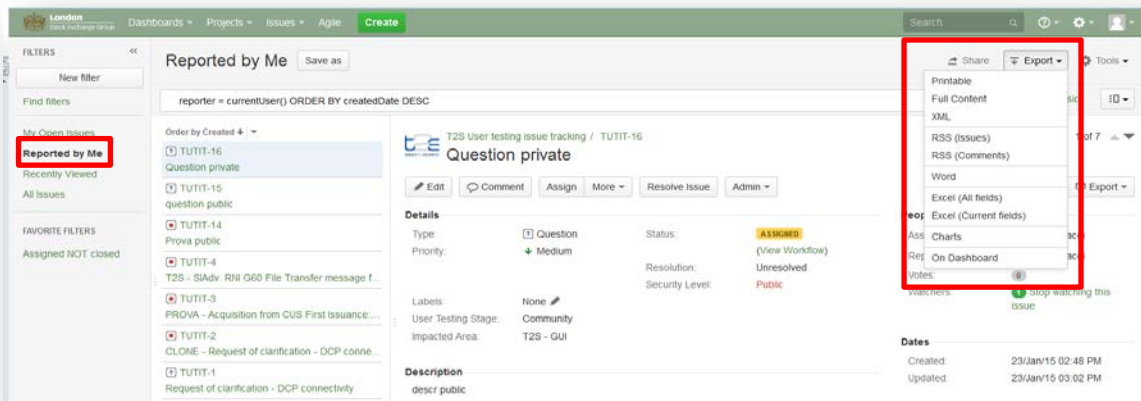 London
Stock Exchange Group
Dashboards Projects Issues Agile Create Search
FILTERS
New filter
Find filters
My Open Issues
Reported by Me
Recently Viewed
All Issues
FAVORITE FILTERS
Assigned NOT closed
Reported by Me Save as
Share Export Tools
reporter = currentUser() ORDER BY createdDate DESC
Order by Created
TUTIT-16
Question private
TUTIT-15
question public
TUTIT-14
Prova public
TUTIT-4
T2S - SIAdv: RNI G60 File Transfer message f...
TUTIT-3
PROVA - Acquisition from CUS First Issuance:...
TUTIT-2
CLONE - Request of clarification - DCP conne...
TUTIT-1
Request of clarification - DCP connectivity
T2S User testing issue tracking / TUTIT-16
Question private
1 of 7
Edit Comment Assign More Resolve Issue Admin Export
Details
Type: Question Status: ASSIGNED
Priority: Medium (View Workflow)
Resolution: Unresolved
Security Level: Public
Labels: None
User Testing Stage: Community
Impacted Area: T2S - GUI
Description
descr public
Printable
Full Content
XML
RSS (Issues)
RSS (Comments)
Word
Excel (All fields)
Excel (Current fields)
Charts
On Dashboard
Votes: 0
Watchers: 1 Stop watching this
issue
Dates
Created: 23/Jan/15 02:48 PM
Updated: 23/Jan/15 03:02 PM